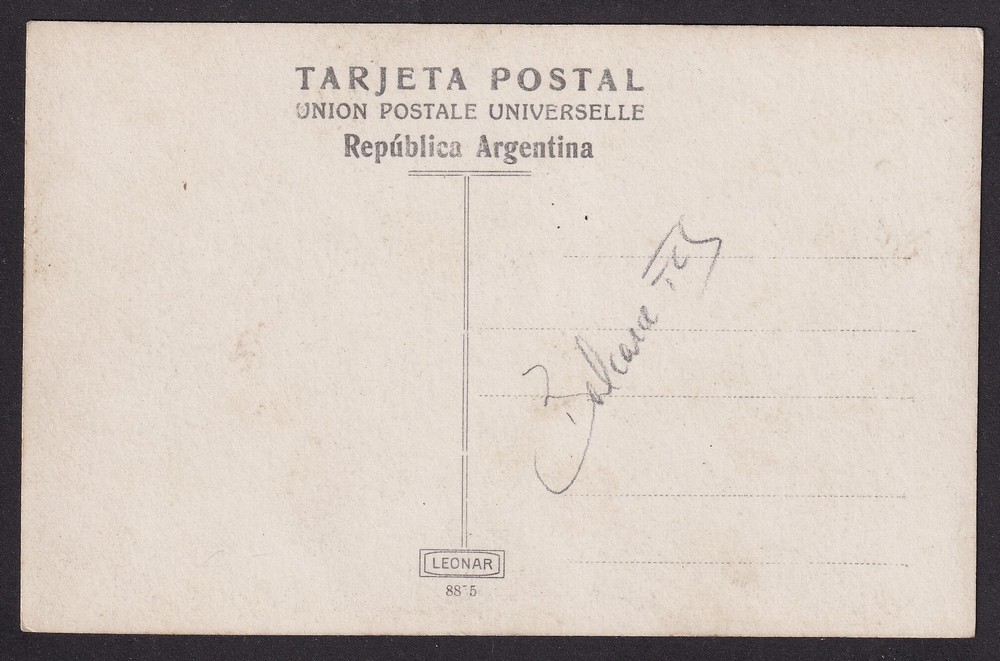 TARJETA POSTAL
UNION POSTALE UNIVERSELLE
República Argentina
LEONAR